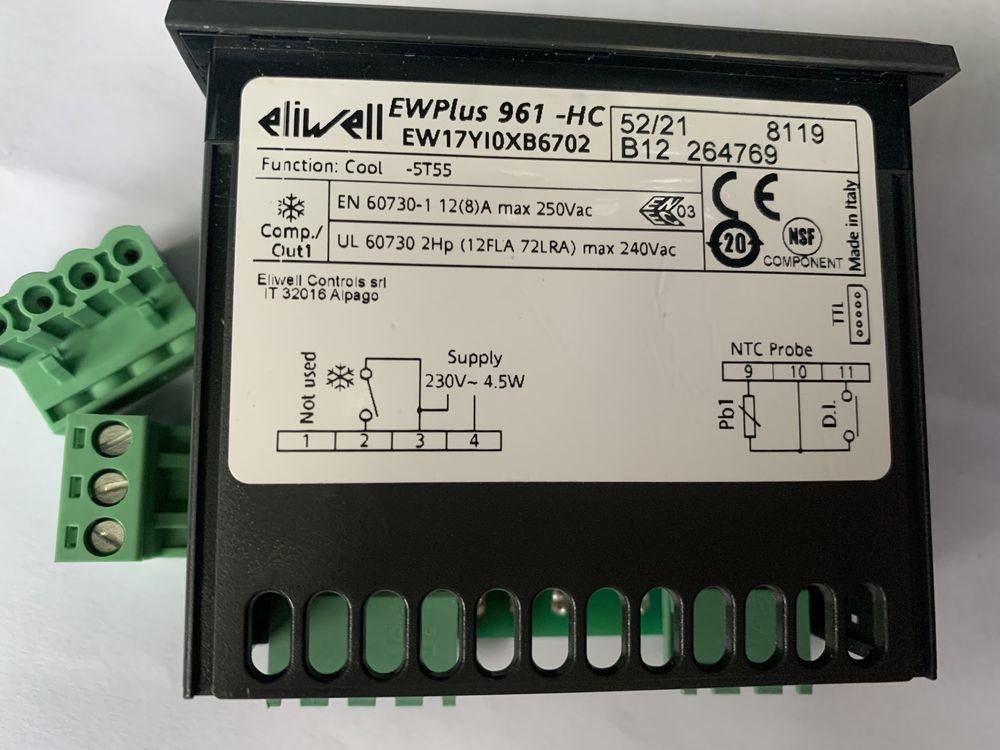 eliwell EWPlus 961 -HC
EW17YI0XB6702
52/21 8119
B12 264769
Function: Cool -5T55
Comp./
Out1
EN 60730-1 12(8)A max 250Vac
UL 60730 2Hp (12FLA 72LRA) max 240Vac
CE
EN
03
20
NSF
COMPONENT
Made in Italy
Eliwell Controls srl
IT 32016 Alpago
TTL
Not used
Supply
230V~ 4.5W
1 2 3 4
NTC Probe
9 10 11
Pb1
D.I.